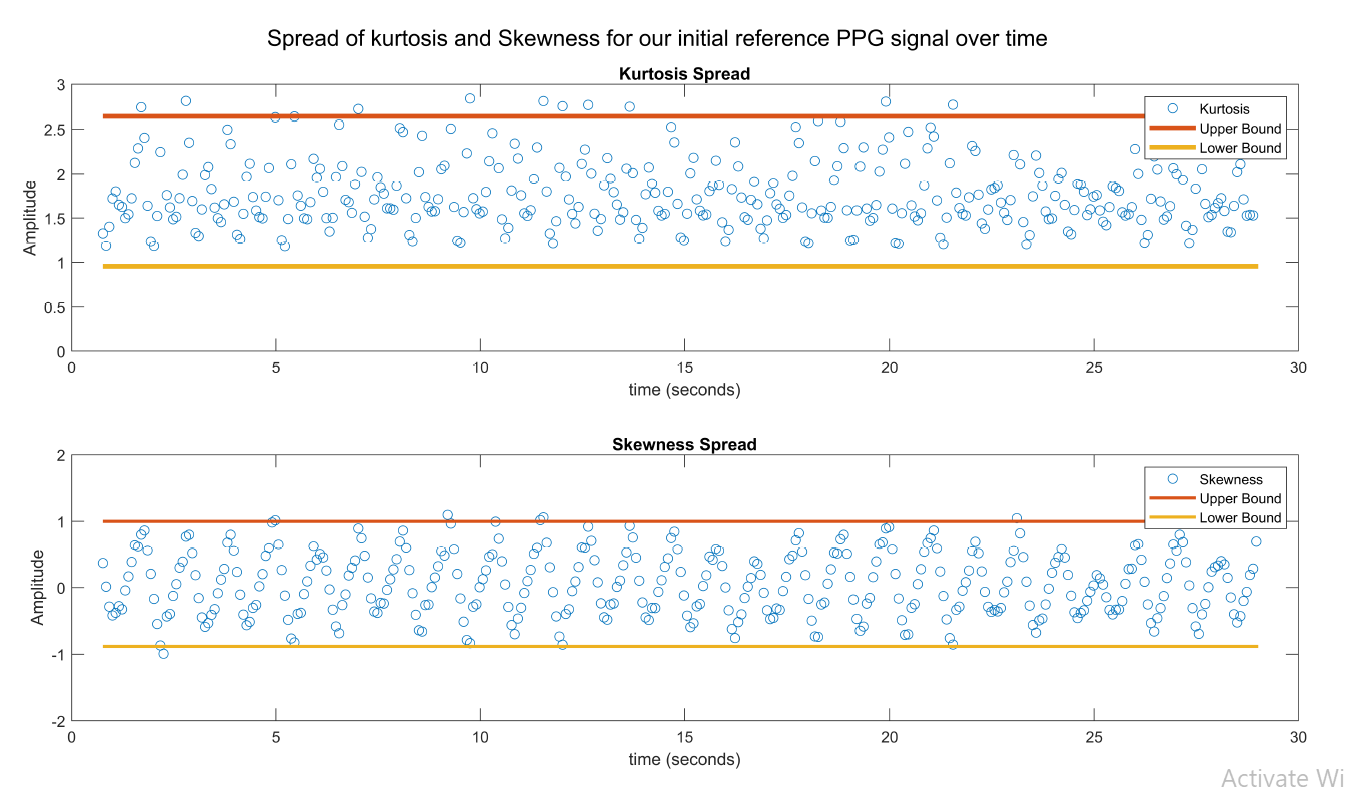 Spread of kurtosis and Skewness for our initial reference PPG signal over time
Kurtosis Spread
3
2.5
2
1.5
1
0.5
0
Amplitude
0 5 10 15 20 25 30
time (seconds)
Kurtosis
Upper Bound
Lower Bound
Skewness Spread
2
1
0
-1
-2
Amplitude
0 5 10 15 20 25 30
time (seconds)
Skewness
Upper Bound
Lower Bound
Activate Wi